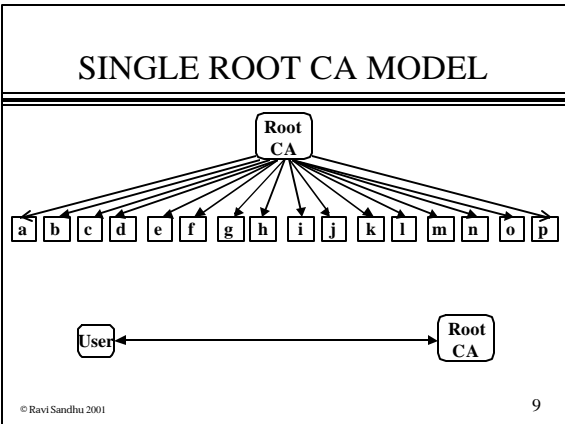 SINGLE ROOT CA MODEL
Root
CA
a b c d e f g h i j k l m n o p
User
Root
CA
© Ravi Sandhu 2001
9